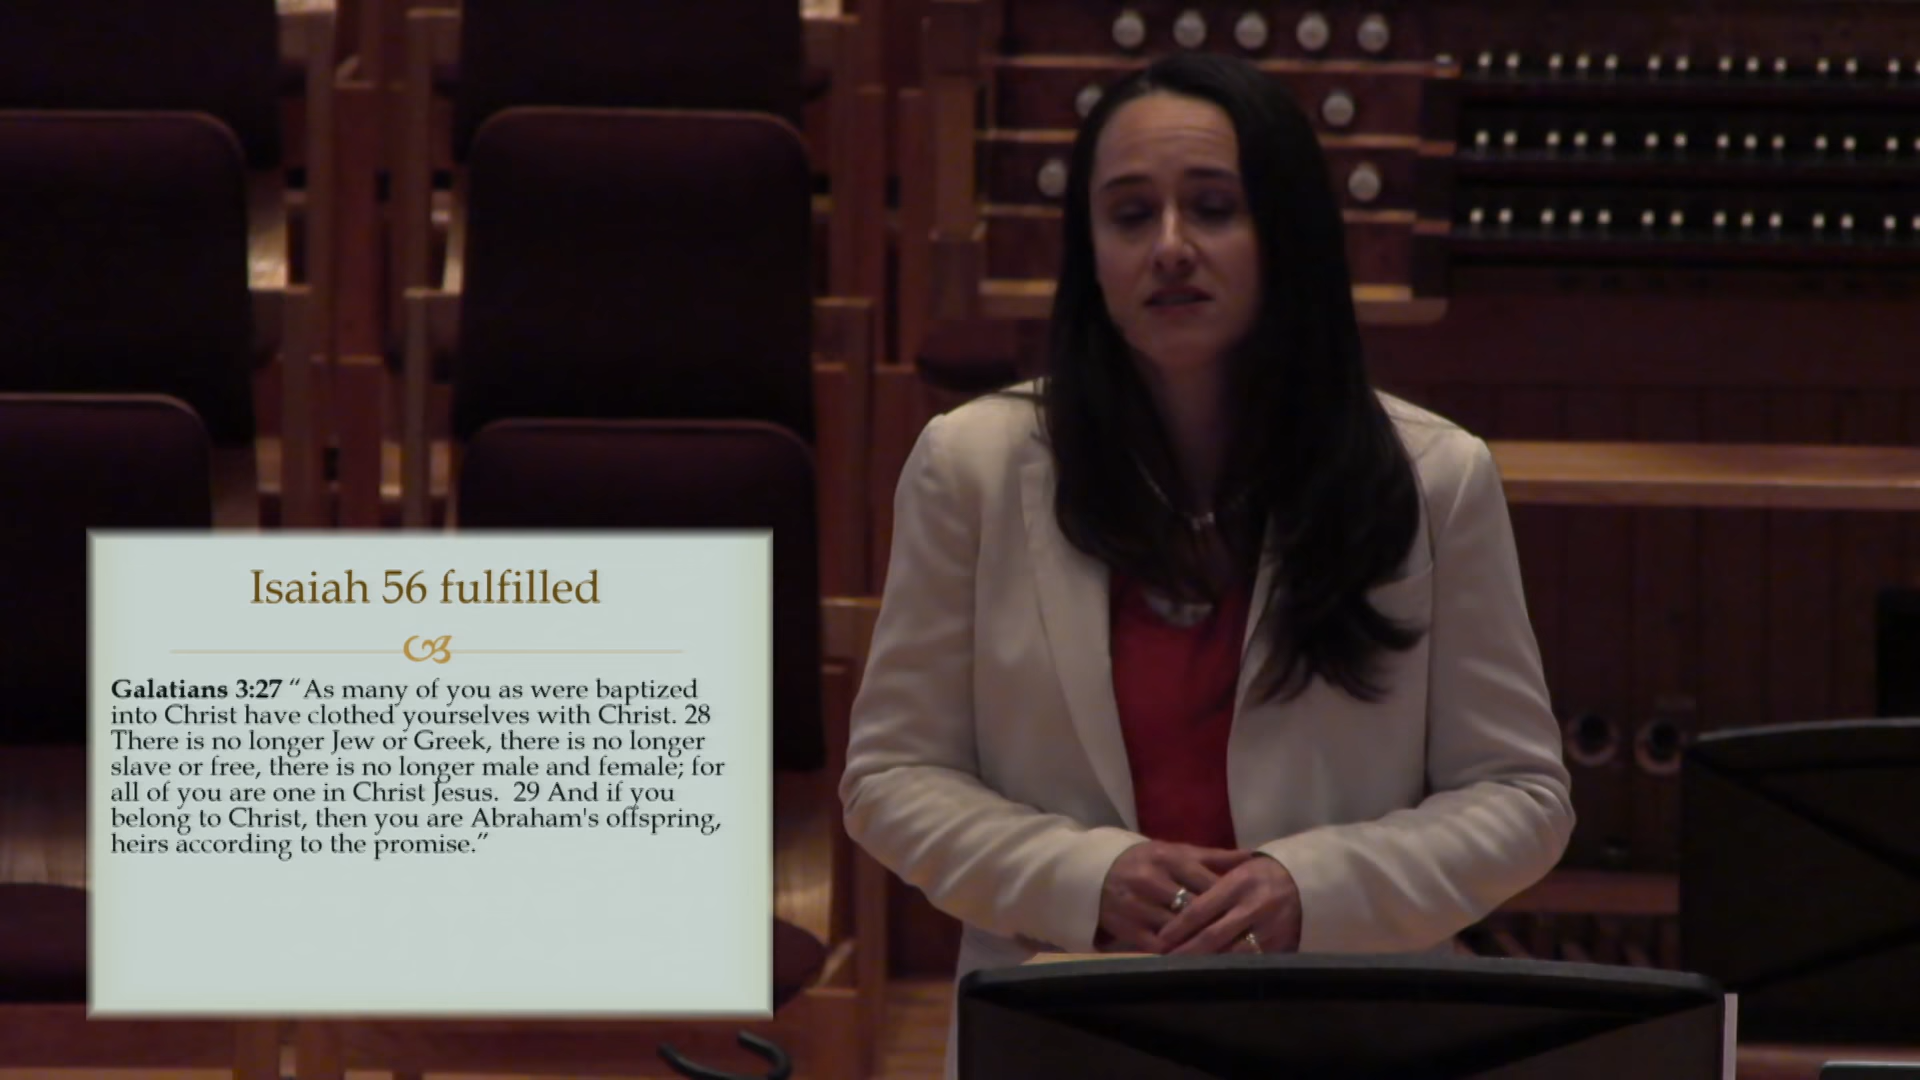 Isaiah 56 fulfilled
Galatians 3:27 “As many of you as were baptized
into Christ have clothed yourselves with Christ. 28
There is no longer Jew or Greek, there is no longer
slave or free, there is no longer male and female; for
all of you are one in Christ Jesus.  29 And if you
belong to Christ, then you are Abraham's offspring,
heirs according to the promise.”